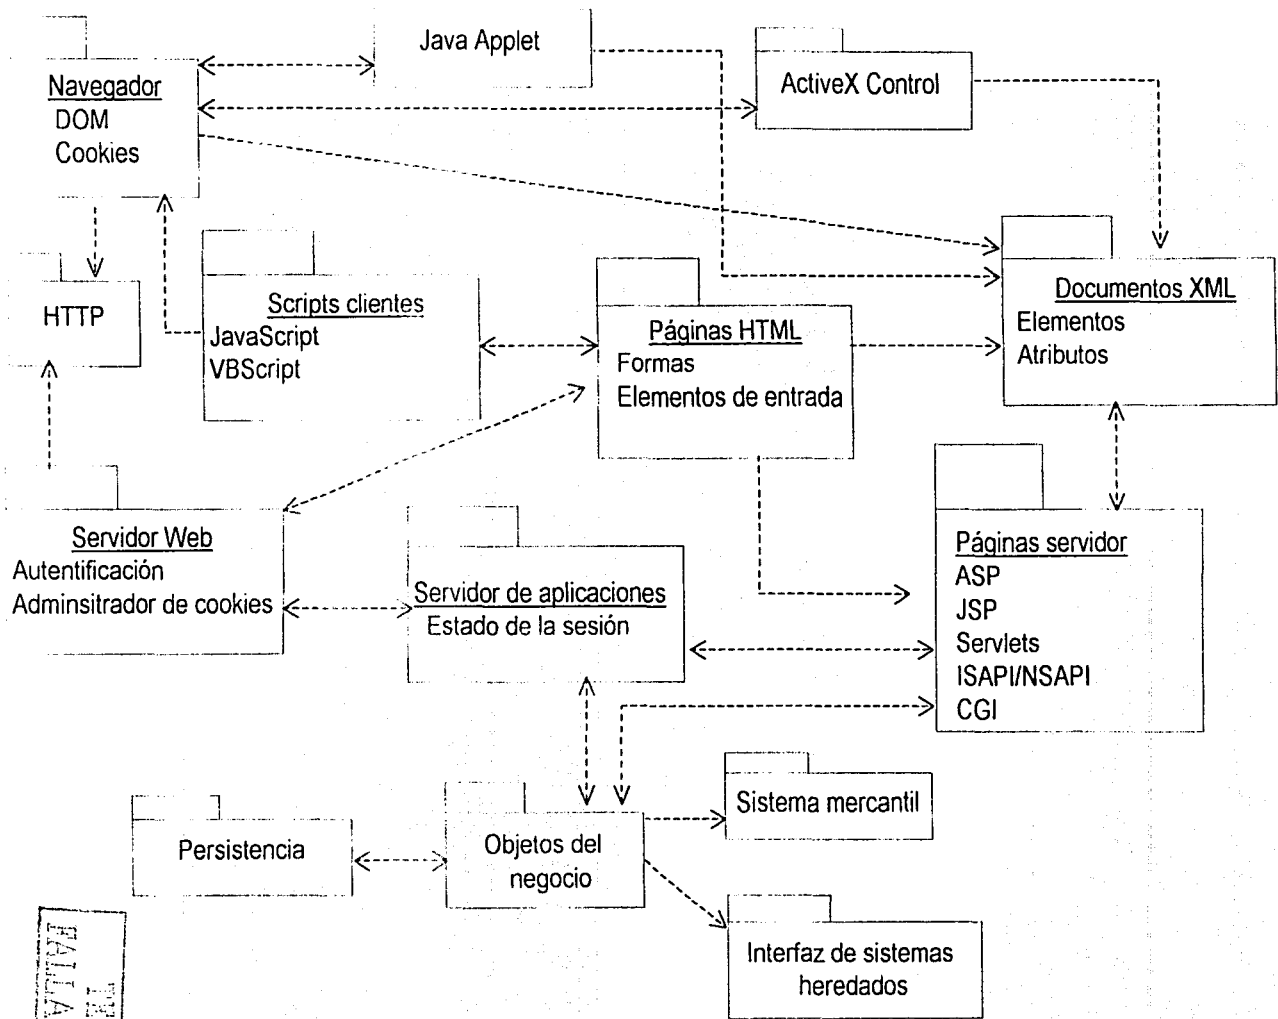 Java Applet
ActiveX Control
Navegador
DOM
Cookies
HTTP
Scripts clientes
JavaScript
VBScript
Páginas HTML
Formas
Elementos de entrada
Documentos XML
Elementos
Atributos
Servidor Web
Autentificación
Adminsitrador de cookies
Servidor de aplicaciones
Estado de la sesión
Páginas servidor
ASP
JSP
Servlets
ISAPI/NSAPI
CGI
Sistema mercantil
Persistencia
Objetos del
negocio
Interfaz de sistemas
heredados
FALLA